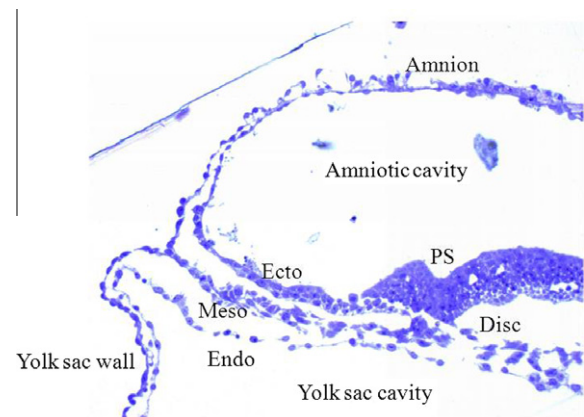 Amnion
Amniotic cavity
PS
Ecto
Meso
Disc
Yolk sac wall
Endo
Yolk sac cavity